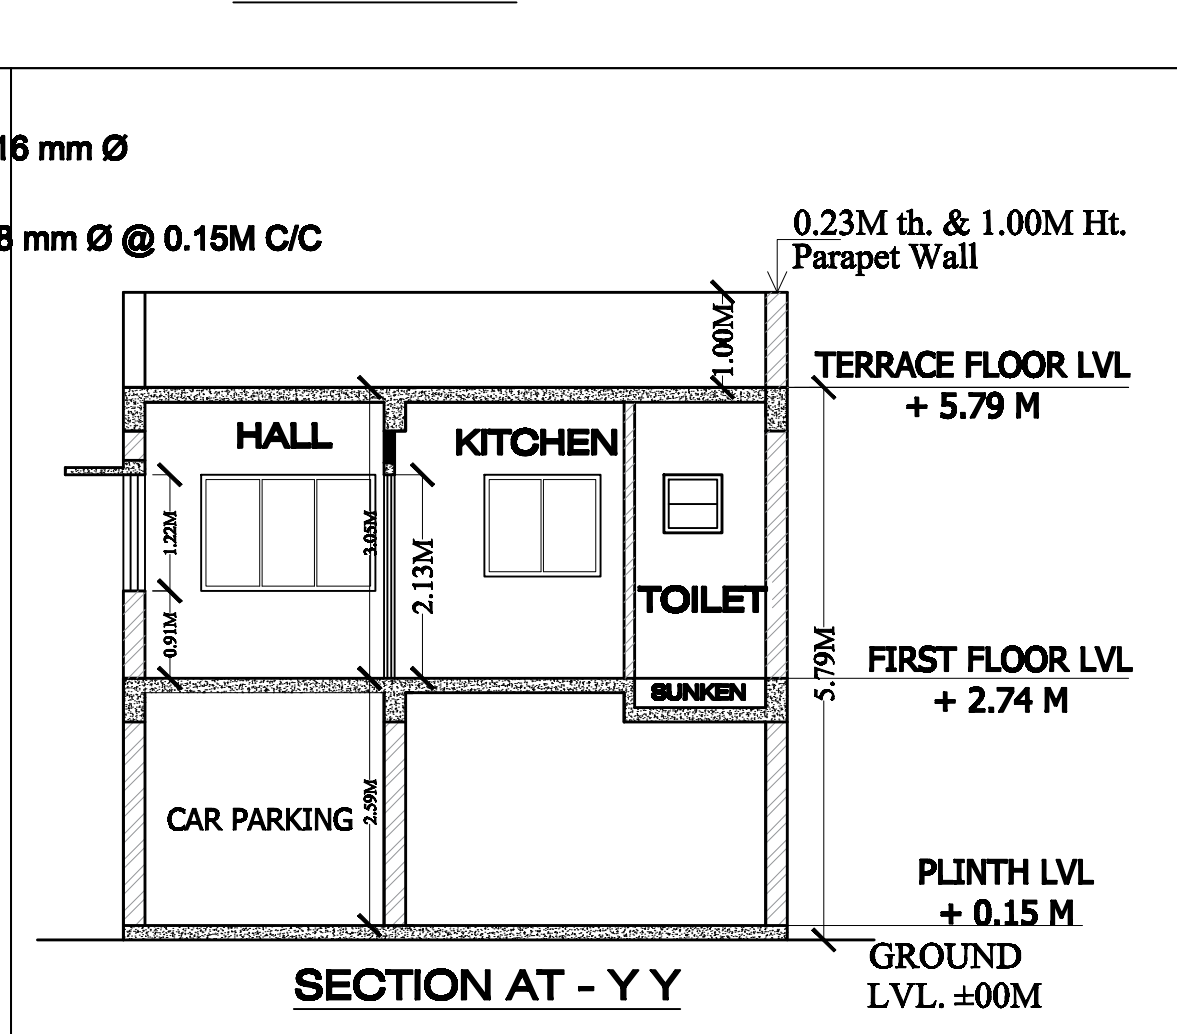 16 mm Ø
8 mm Ø @ 0.15M C/C
0.23M th. & 1.00M Ht.
Parapet Wall
1.00M
TERRACE FLOOR LVL
+ 5.79 M
HALL
KITCHEN
1.22M
3.05M
2.13M
TOILET
0.91M
5.79M
FIRST FLOOR LVL
+ 2.74 M
SUNKEN
CAR PARKING
2.59M
PLINTH LVL
+ 0.15 M
GROUND
LVL. ±00M
SECTION AT - Y Y